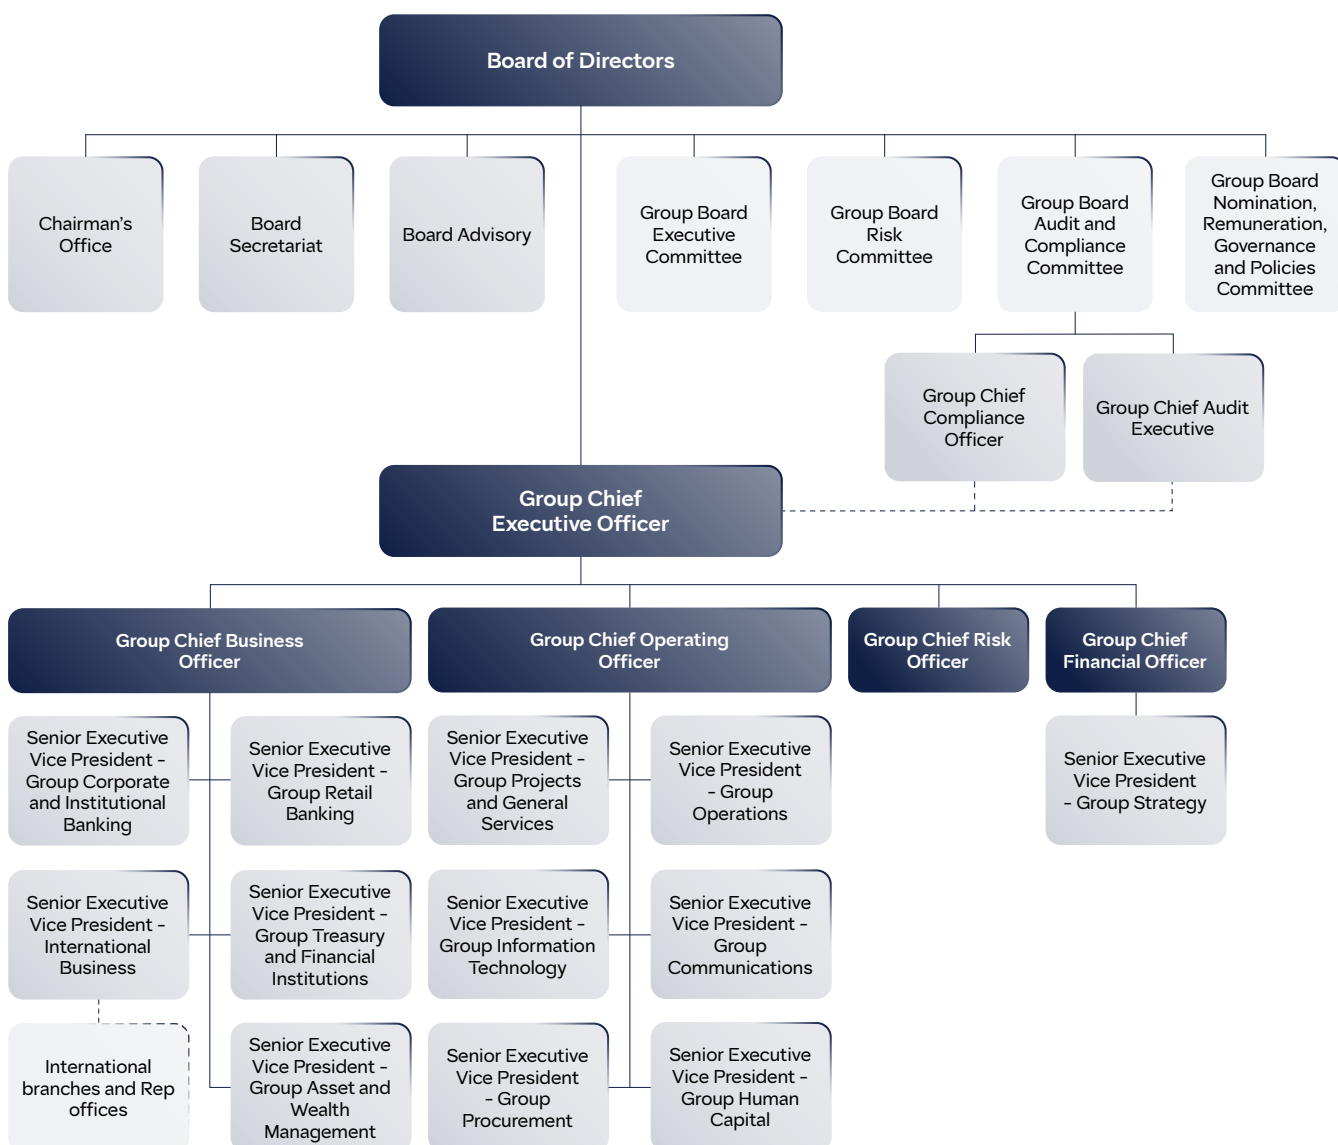 Board of Directors
Chairman's
Office
Board
Secretariat
Board Advisory
Group Board
Executive
Committee
Group Board
Risk
Committee
Group Board
Audit and
Compliance
Committee
Group Board
Nomination,
Remuneration,
Governance
and Policies
Committee
Group Chief
Compliance
Officer
Group Chief Audit
Executive
Group Chief
Executive Officer
Group Chief Business
Officer
Group Chief Operating
Officer
Group Chief Risk
Officer
Group Chief
Financial Officer
Senior Executive
Vice President –
Group Corporate
and Institutional
Banking
Senior Executive
Vice President –
Group Retail
Banking
Senior Executive
Vice President –
Group Projects
and General
Services
Senior Executive
Vice President
– Group
Operations
Senior Executive
Vice President
– Group Strategy
Senior Executive
Vice President –
International
Business
Senior Executive
Vice President –
Group Treasury
and Financial
Institutions
Senior Executive
Vice President –
Group Information
Technology
Senior Executive
Vice President –
Group
Communications
International
branches and Rep
offices
Senior Executive
Vice President –
Group Asset and
Wealth
Management
Senior Executive
Vice President
– Group
Procurement
Senior Executive
Vice President –
Group Human
Capital